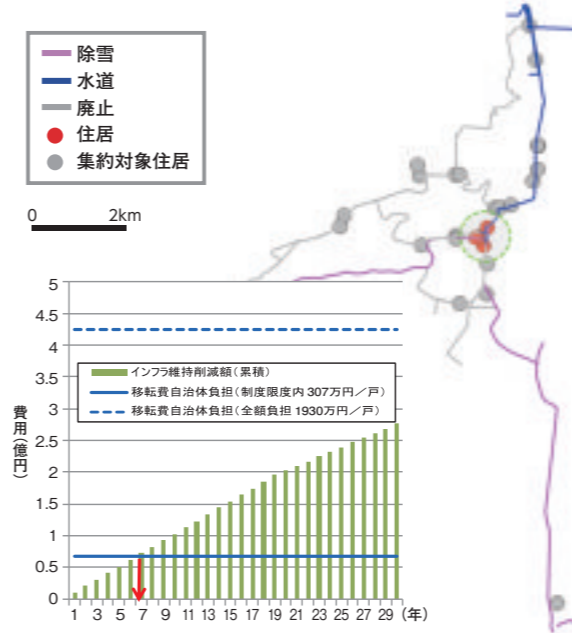 除雪
水道
廃止
住居
集約対象住居
0 2km
5
4.5
4
3.5
3
2.5
2
1.5
1
0.5
0
費用(億円)
インフラ維持削減額(累積)
移転費自治体負担(制度限度内 307万円/戸)
移転費自治体負担(全額負担 1930万円/戸)
1 3 5 7 9 11 13 15 17 19 21 23 25 27 29 (年)